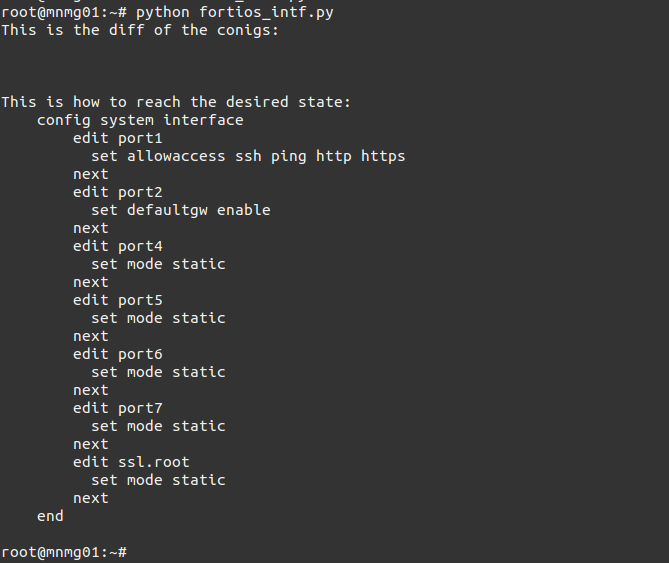 root@mnmg01:~# python fortios_intf.py
This is the diff of the conigs:
This is how to reach the desired state:
    config system interface
        edit port1
          set allowaccess ssh ping http https
        next
        edit port2
          set defaultgw enable
        next
        edit port4
          set mode static
        next
        edit port5
          set mode static
        next
        edit port6
          set mode static
        next
        edit port7
          set mode static
        next
        edit ssl.root
          set mode static
        next
    end
root@mnmg01:~#